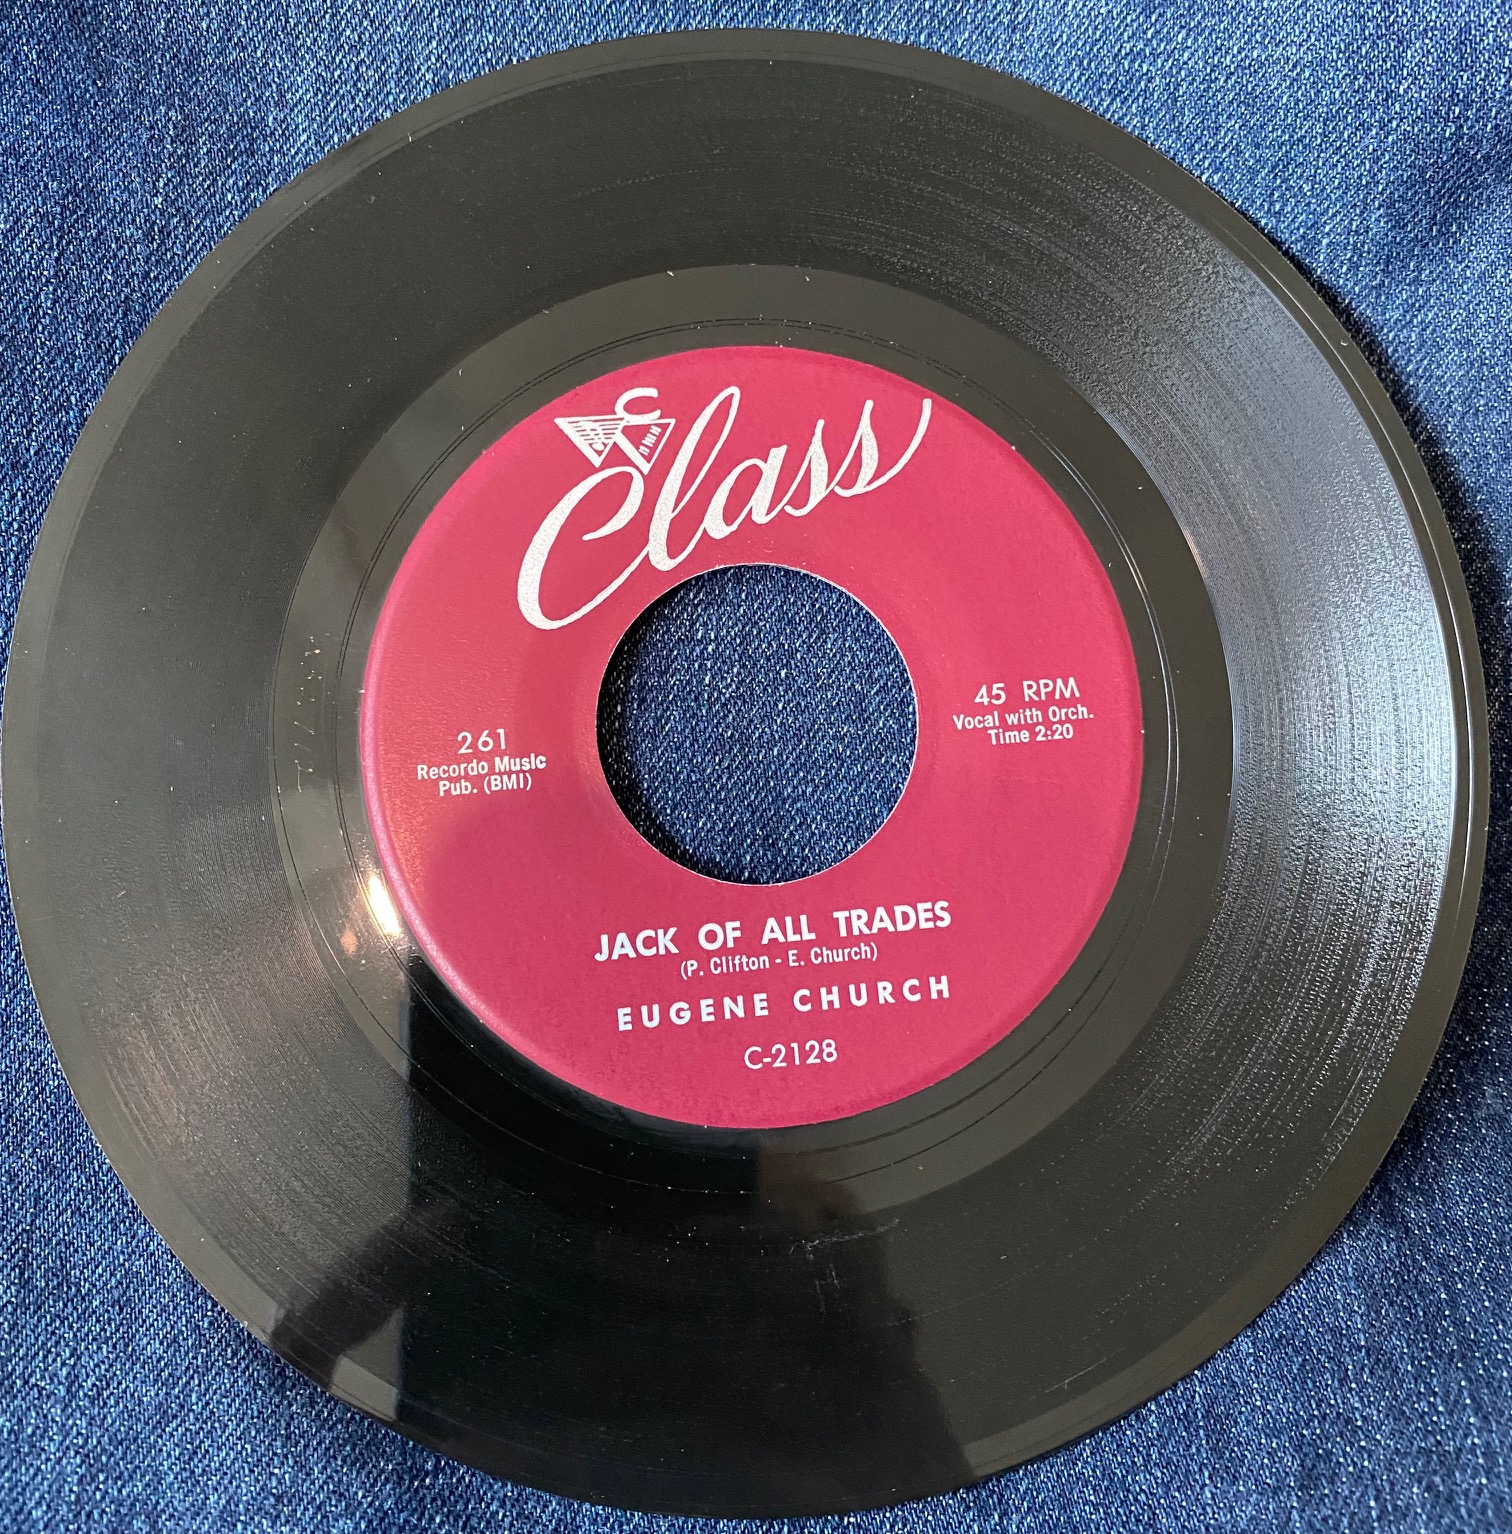 C
Class
261
Recordo Music
Pub. (BMI)
45 RPM
Vocal with Orch.
Time 2:20
JACK OF ALL TRADES
(P. Clifton - E. Church)
EUGENE CHURCH
C-2128